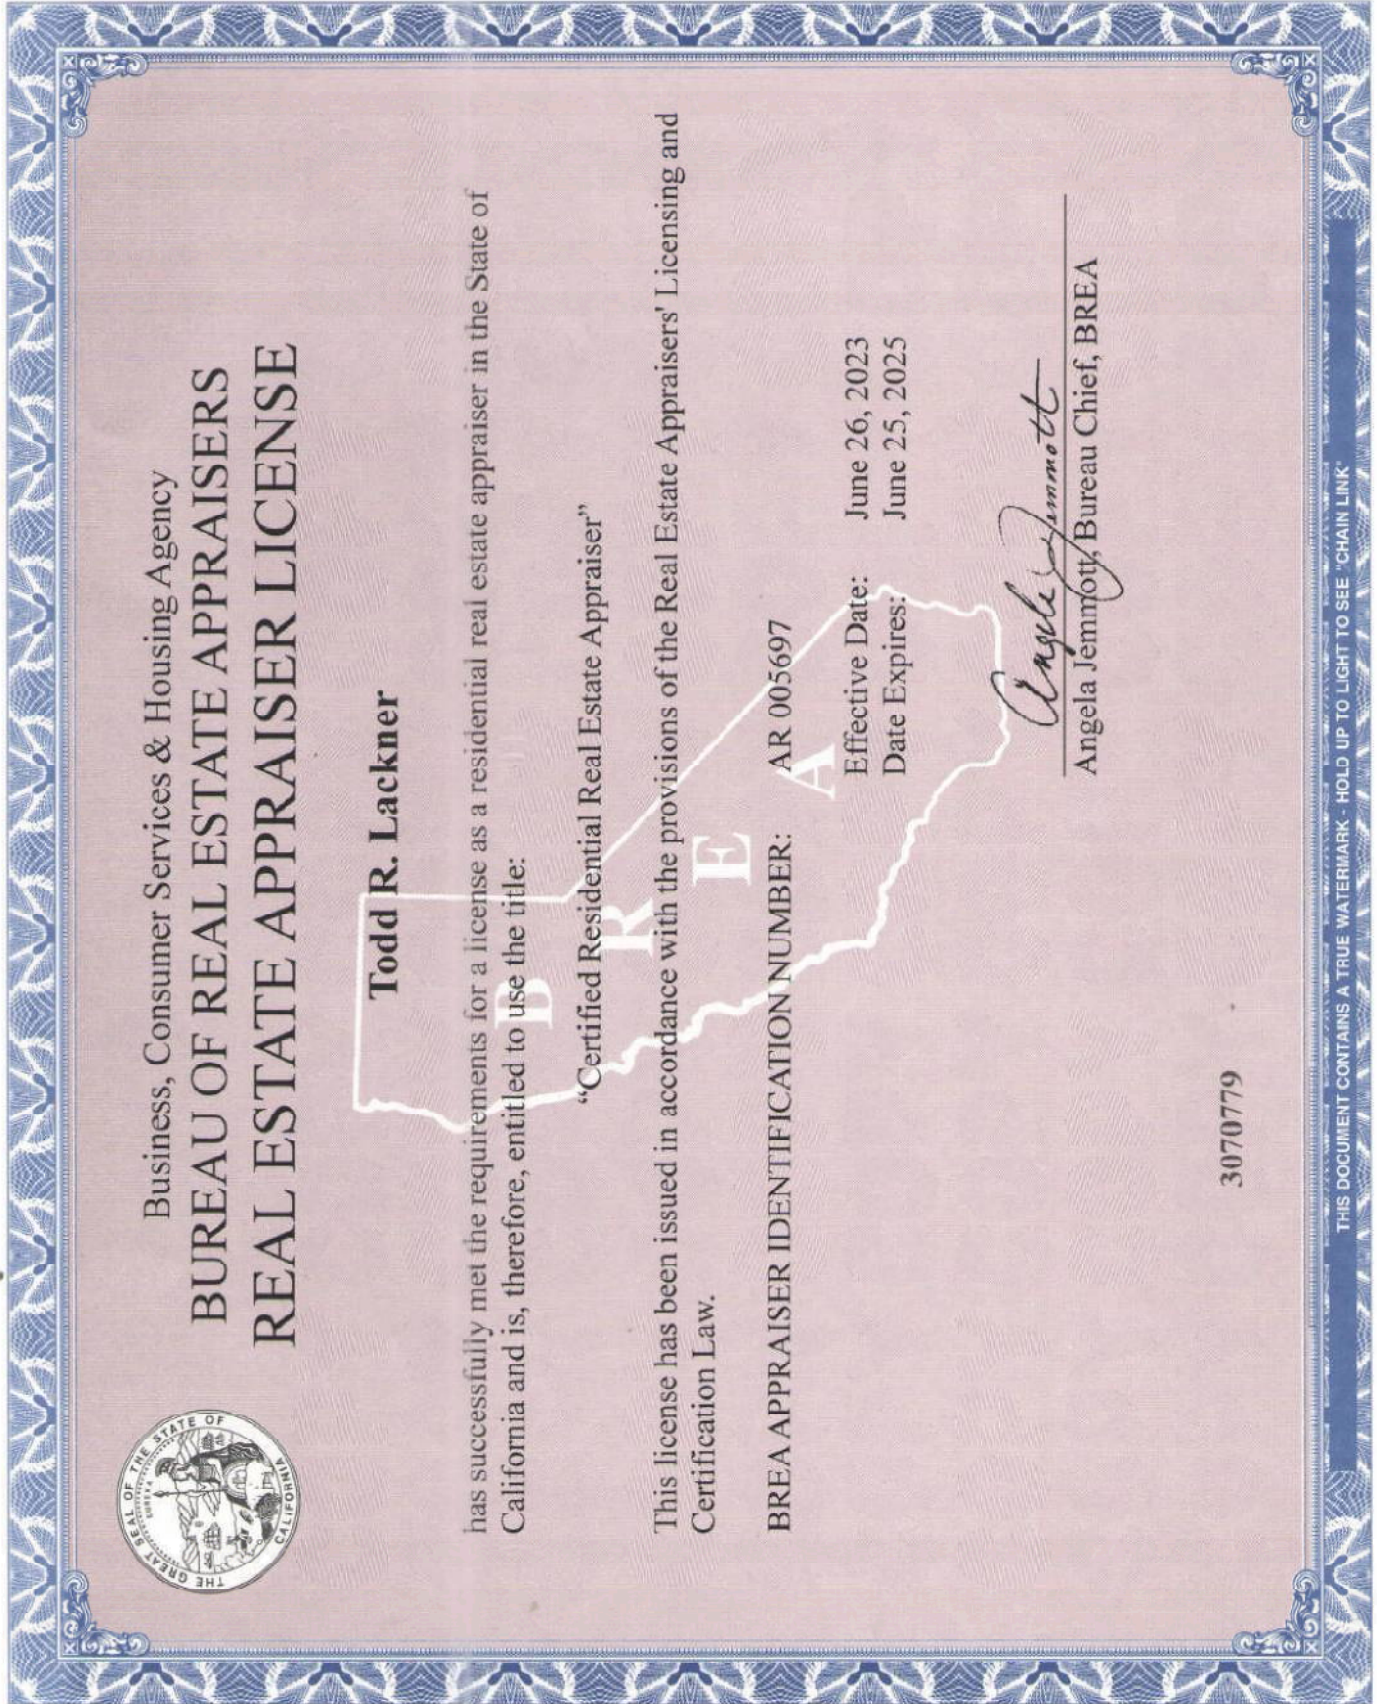 Business, Consumer Services & Housing Agency
BUREAU OF REAL ESTATE APPRAISERS
REAL ESTATE APPRAISER LICENSE
THE GREAT SEAL OF THE STATE OF CALIFORNIA
EUREKA
Todd R. Lackner
has successfully met the requirements for a license as a residential real estate appraiser in the State of
California and is, therefore, entitled to use the title:
“Certified Residential Real Estate Appraiser”
This license has been issued in accordance with the provisions of the Real Estate Appraisers' Licensing and
Certification Law.
B R E A
BREA APPRAISER IDENTIFICATION NUMBER: AR 005697
Effective Date: June 26, 2023
Date Expires: June 25, 2025
Angela Jemmott
Angela Jemmott, Bureau Chief, BREA
3070779
THIS DOCUMENT CONTAINS A TRUE WATERMARK - HOLD UP TO LIGHT TO SEE "CHAIN LINK"